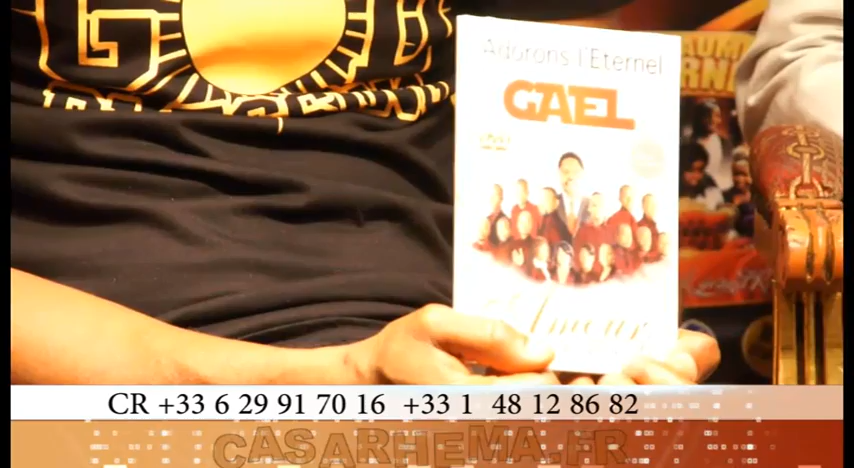 Adorons l'Eternel
GAEL
DVD
Amour
CR +33 6 29 91 70 16 +33 1 48 12 86 82
CASARHEMA.FR